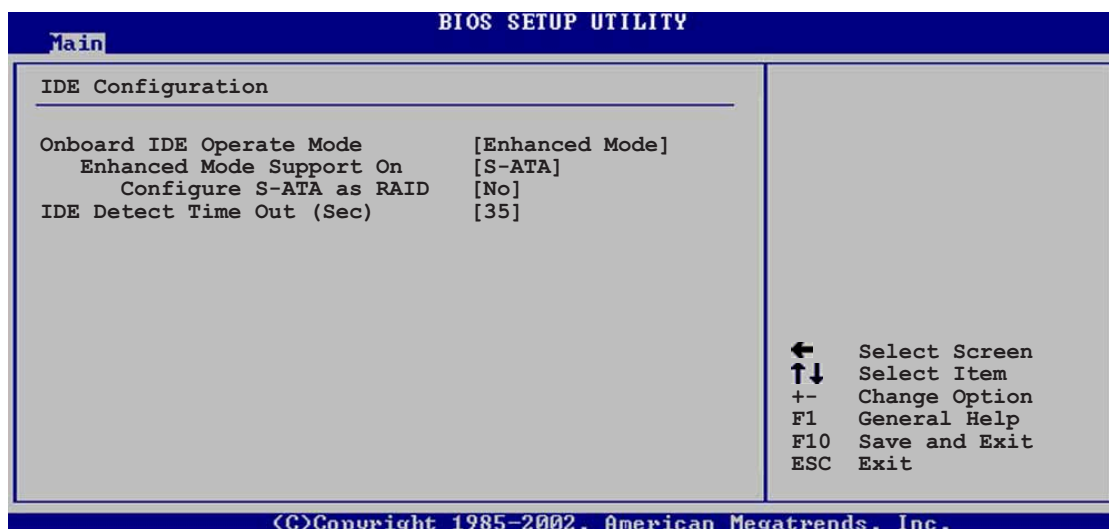 BIOS SETUP UTILITY
Main
IDE Configuration
Onboard IDE Operate Mode [Enhanced Mode]
Enhanced Mode Support On [S-ATA]
Configure S-ATA as RAID [No]
IDE Detect Time Out (Sec) [35]
← Select Screen
↑↓ Select Item
+- Change Option
F1 General Help
F10 Save and Exit
ESC Exit
(C)Copyright 1985-2002, American Megatrends, Inc.